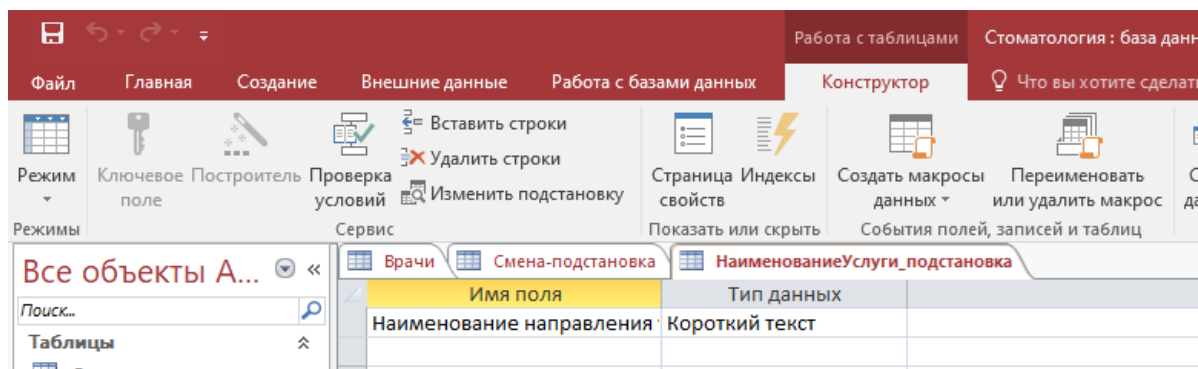 Работа с таблицами Стоматология : база данн
Файл Главная Создание Внешние данные Работа с базами данных Конструктор Что вы хотите сделать
Режим
Ключевое поле
Построитель
Проверка условий
Вставить строки
Удалить строки
Изменить подстановку
Страница свойств
Индексы
Создать макросы данных
Переименовать или удалить макрос
Режимы Сервис Показать или скрыть События полей, записей и таблиц
Все объекты A...
Поиск...
Таблицы
Врачи Смена-подстановка НаименованиеУслуги_подстановка
Имя поля Тип данных
Наименование направления Короткий текст